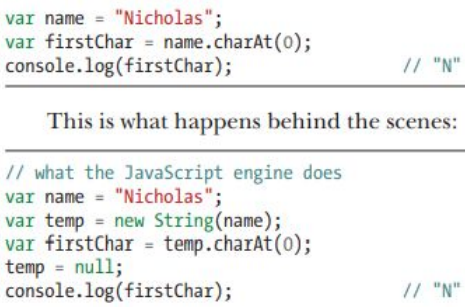 var name = "Nicholas";
var firstChar = name.charAt(0);
console.log(firstChar); // "N"
This is what happens behind the scenes:
// what the JavaScript engine does
var name = "Nicholas";
var temp = new String(name);
var firstChar = temp.charAt(0);
temp = null;
console.log(firstChar); // "N"